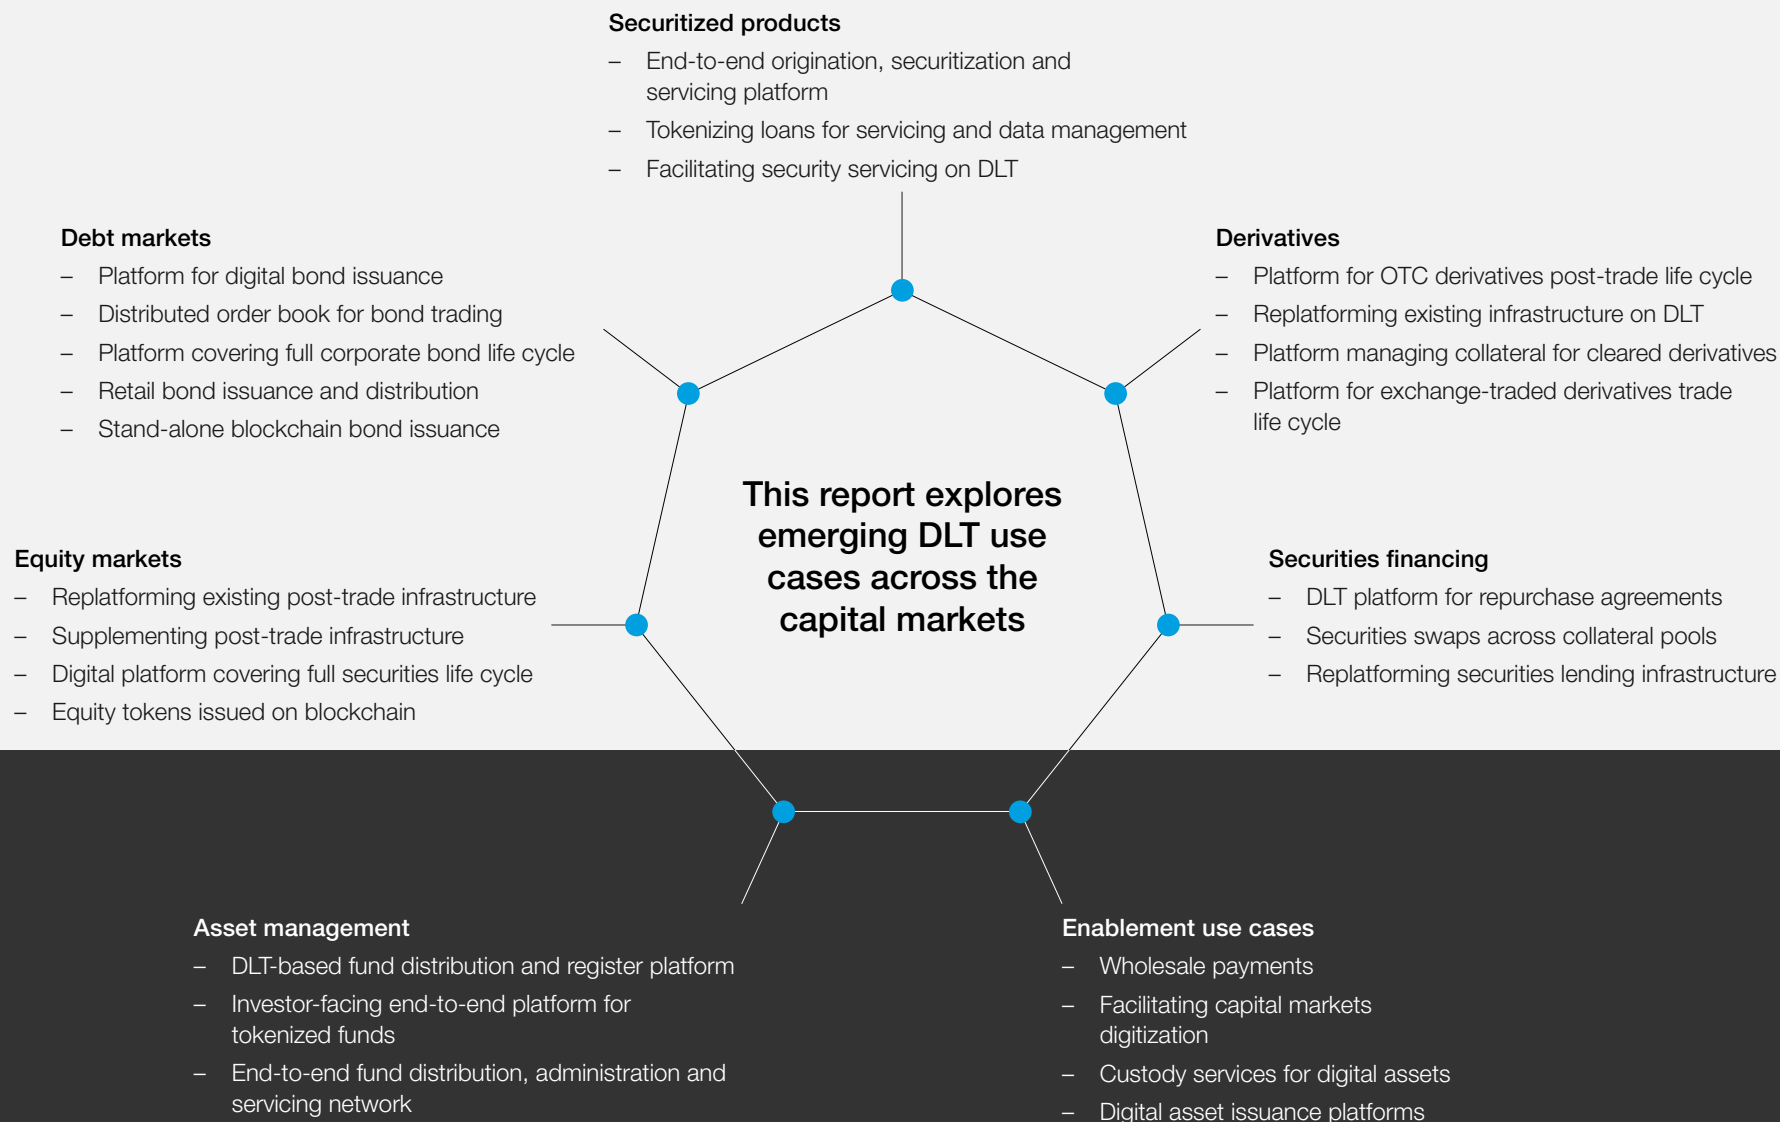 Securitized products
– End-to-end origination, securitization and
servicing platform
– Tokenizing loans for servicing and data management
– Facilitating security servicing on DLT
Debt markets
– Platform for digital bond issuance
– Distributed order book for bond trading
– Platform covering full corporate bond life cycle
– Retail bond issuance and distribution
– Stand-alone blockchain bond issuance
Derivatives
– Platform for OTC derivatives post-trade life cycle
– Replatforming existing infrastructure on DLT
– Platform managing collateral for cleared derivatives
– Platform for exchange-traded derivatives trade
life cycle
This report explores
emerging DLT use
cases across the
capital markets
Equity markets
– Replatforming existing post-trade infrastructure
– Supplementing post-trade infrastructure
– Digital platform covering full securities life cycle
– Equity tokens issued on blockchain
Securities financing
– DLT platform for repurchase agreements
– Securities swaps across collateral pools
– Replatforming securities lending infrastructure
Asset management
– DLT-based fund distribution and register platform
– Investor-facing end-to-end platform for
tokenized funds
– End-to-end fund distribution, administration and
servicing network
Enablement use cases
– Wholesale payments
– Facilitating capital markets
digitization
– Custody services for digital assets
– Digital asset issuance platforms